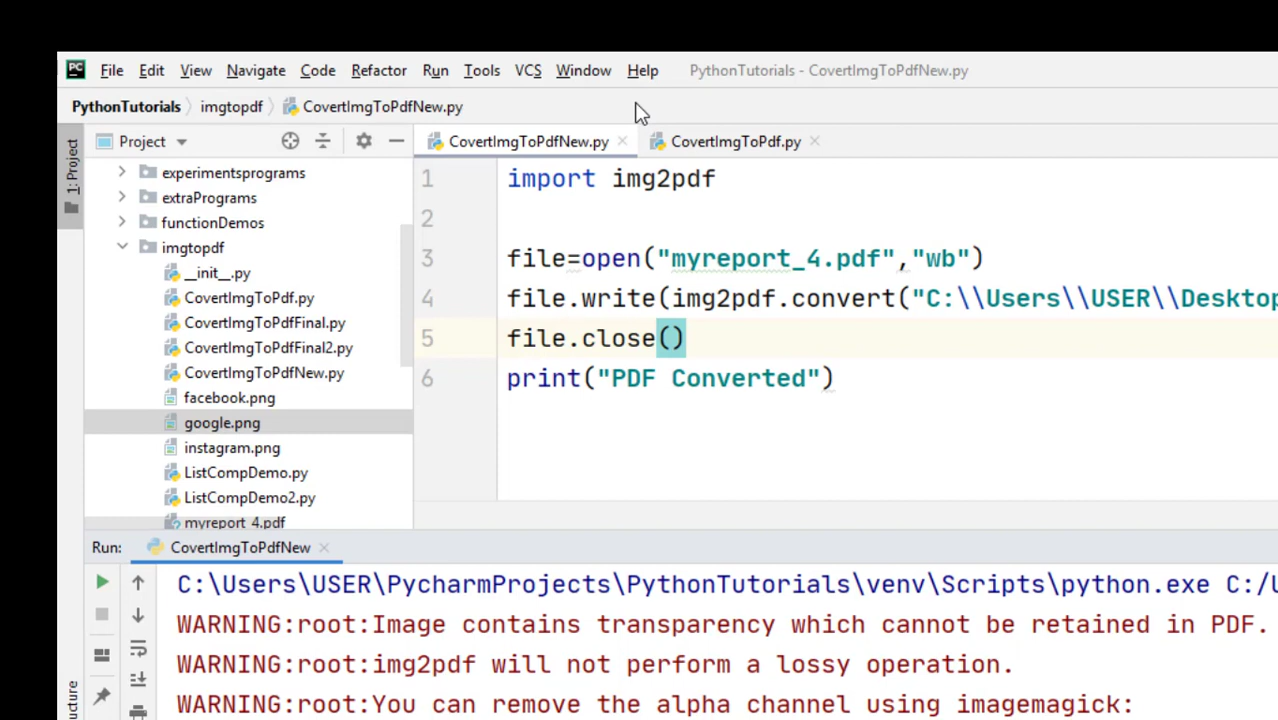 PC File Edit View Navigate Code Refactor Run Tools VCS Window Help PythonTutorials - CovertImgToPdfNew.py
PythonTutorials imgtopdf CovertImgToPdfNew.py
1: Project
Project
CovertImgToPdfNew.py CovertImgToPdf.py
experimentsprograms
extraPrograms
functionDemos
imgtopdf
__init__.py
CovertImgToPdf.py
CovertImgToPdfFinal.py
CovertImgToPdfFinal2.py
CovertImgToPdfNew.py
facebook.png
google.png
instagram.png
ListCompDemo.py
ListCompDemo2.py
myreport_4.pdf
1 import img2pdf
2
3 file=open("myreport_4.pdf","wb")
4 file.write(img2pdf.convert("C:\\Users\\USER\\Desktop
5 file.close()
6 print("PDF Converted")
Run: CovertImgToPdfNew
C:\Users\USER\PycharmProjects\PythonTutorials\venv\Scripts\python.exe C:/U
WARNING:root:Image contains transparency which cannot be retained in PDF.
WARNING:root:img2pdf will not perform a lossy operation.
WARNING:root:You can remove the alpha channel using imagemagick:
ucture